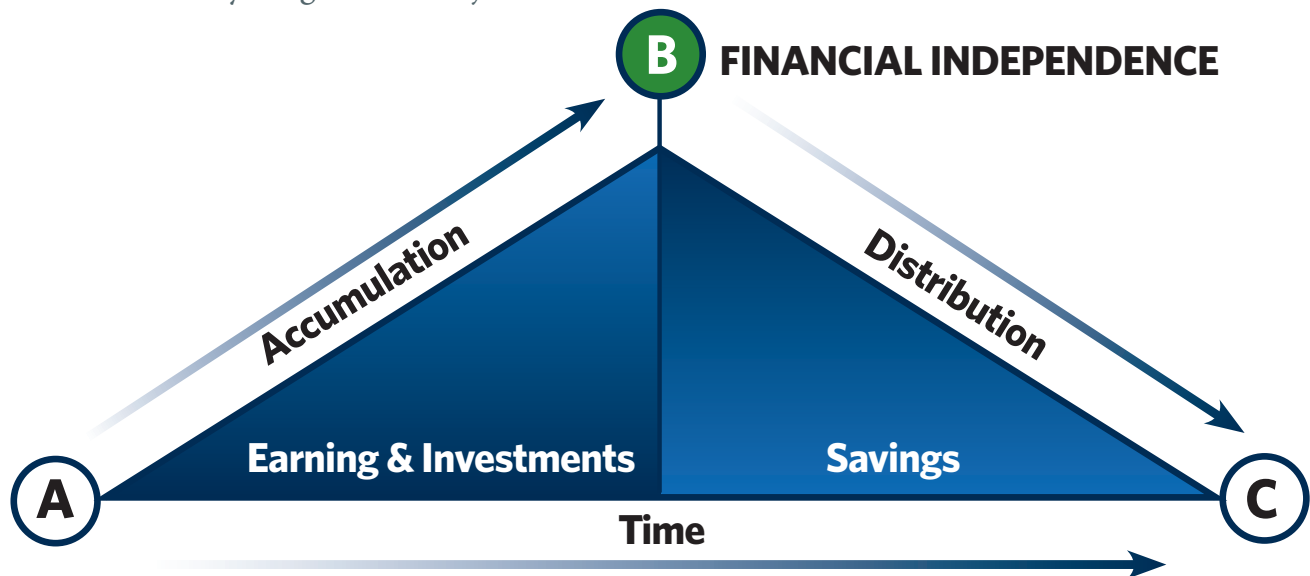 B
FINANCIAL INDEPENDENCE
Accumulation
Distribution
Earning & Investments
Savings
A
C
Time